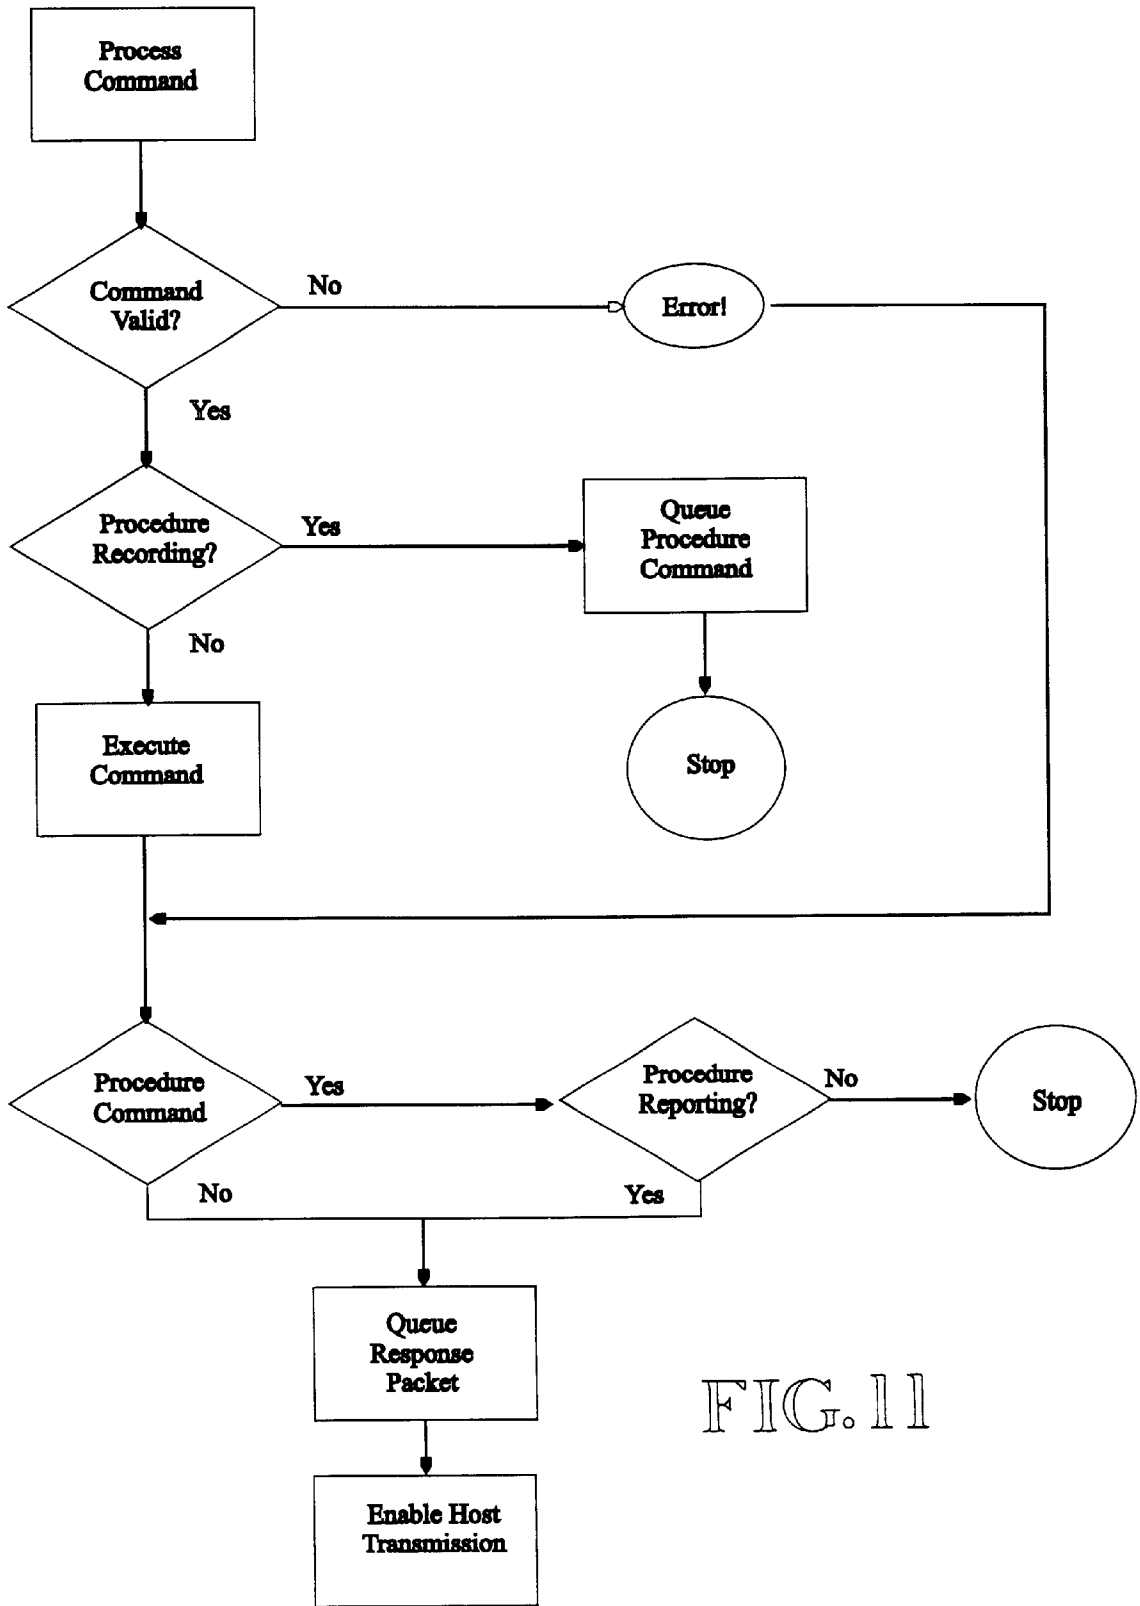 Process
Command
Command
Valid?
No
Error!
Yes
Procedure
Recording?
Yes
Queue
Procedure
Command
No
Execute
Command
Stop
Procedure
Command
Yes
Procedure
Reporting?
No
Stop
No
Yes
Queue
Response
Packet
FIG.11
Enable Host
Transmission